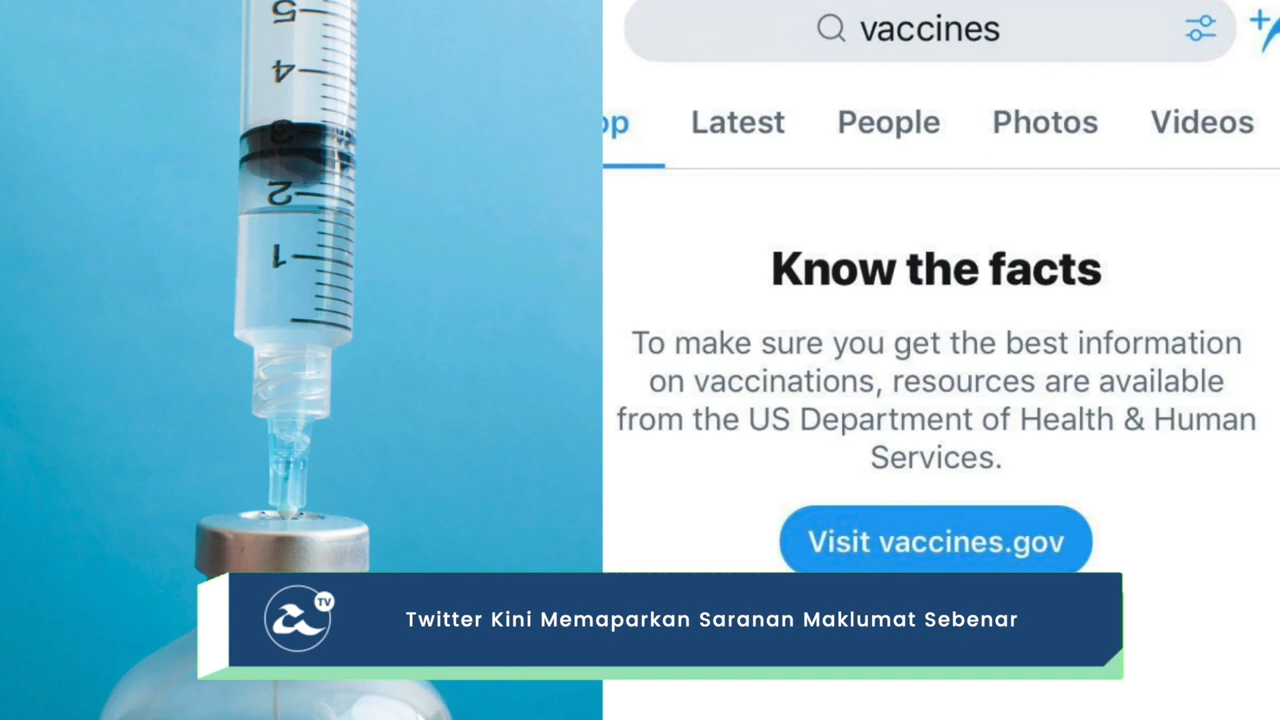 5
4
3
2
1
vaccines
op
Latest
People
Photos
Videos
Know the facts
To make sure you get the best information
on vaccinations, resources are available
from the US Department of Health & Human
Services.
Visit vaccines.gov
TV
Twitter Kini Memaparkan Saranan Maklumat Sebenar